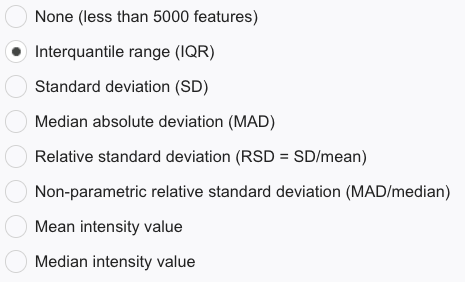 None (less than 5000 features)
Interquantile range (IQR)
Standard deviation (SD)
Median absolute deviation (MAD)
Relative standard deviation (RSD = SD/mean)
Non-parametric relative standard deviation (MAD/median)
Mean intensity value
Median intensity value